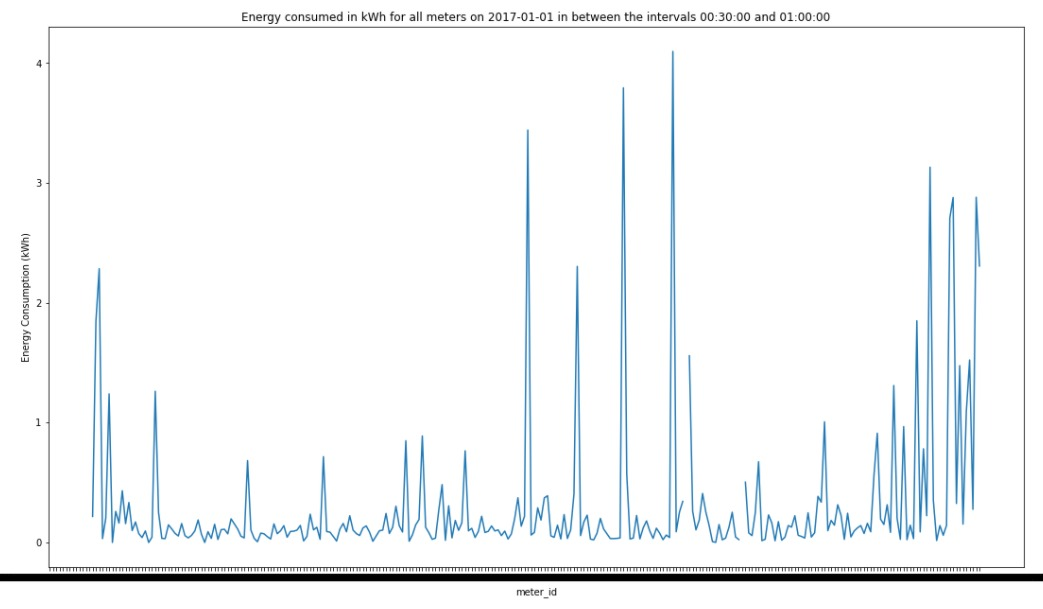 Energy consumed in kWh for all meters on 2017-01-01 in between the intervals 00:30:00 and 01:00:00
4
3
2
1
0
Energy Consumption (kWh)
meter_id